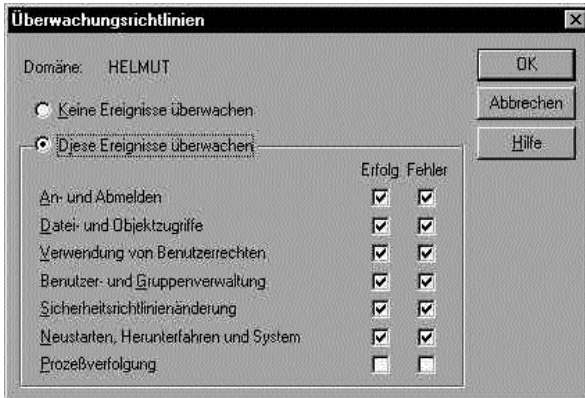 Überwachungsrichtlinien
Domäne: HELMUT
OK
Keine Ereignisse überwachen
Abbrechen
Diese Ereignisse überwachen
Hilfe
Erfolg Fehler
An- und Abmelden
Datei- und Objektzugriffe
Verwendung von Benutzerrechten
Benutzer- und Gruppenverwaltung
Sicherheitsrichtlinienänderung
Neustarten, Herunterfahren und System
Prozeßverfolgung